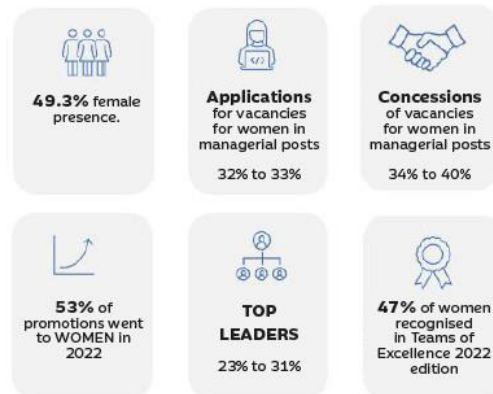 49.3% female
presence.
Applications
for vacancies
for women in
managerial posts
32% to 33%
Concessions
of vacancies
for women in
managerial posts
34% to 40%
53% of
promotions went
to WOMEN in
2022
TOP
LEADERS
23% to 31%
47% of women
recognised
in Teams of
Excellence 2022
edition